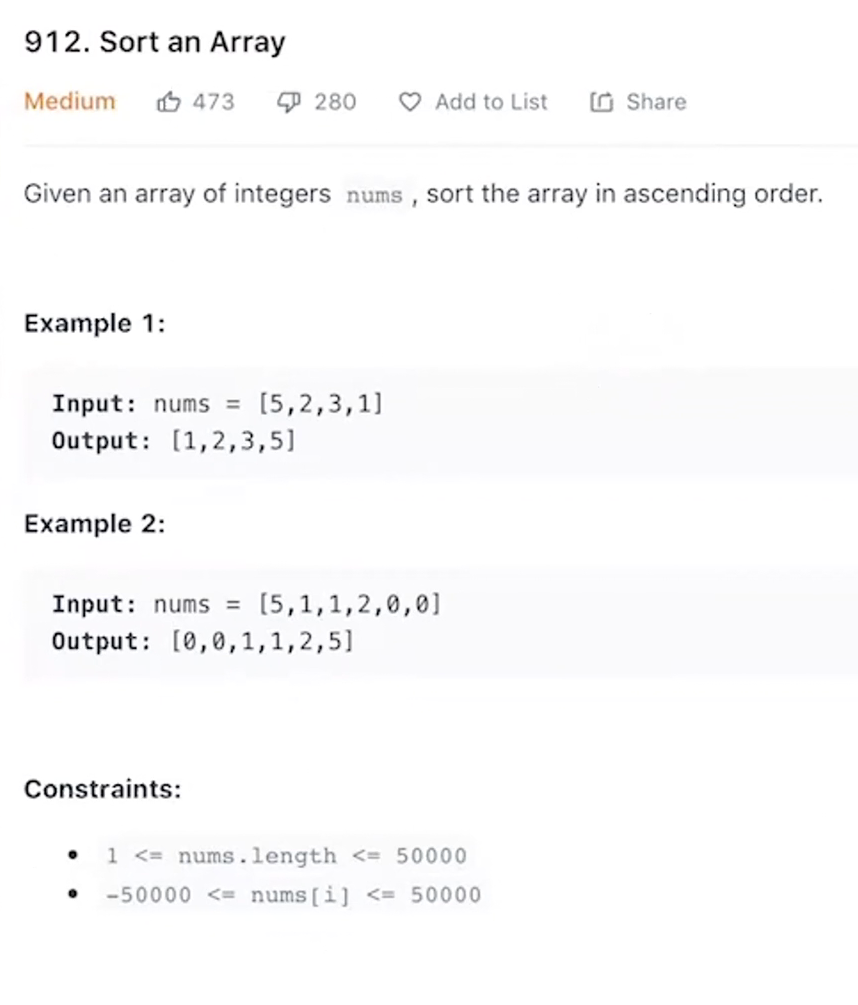 912. Sort an Array
Medium 473 280 Add to List Share
Given an array of integers nums , sort the array in ascending order.
Example 1:
Input: nums = [5,2,3,1]
Output: [1,2,3,5]
Example 2:
Input: nums = [5,1,1,2,0,0]
Output: [0,0,1,1,2,5]
Constraints:
• 1 <= nums.length <= 50000
• -50000 <= nums[i] <= 50000